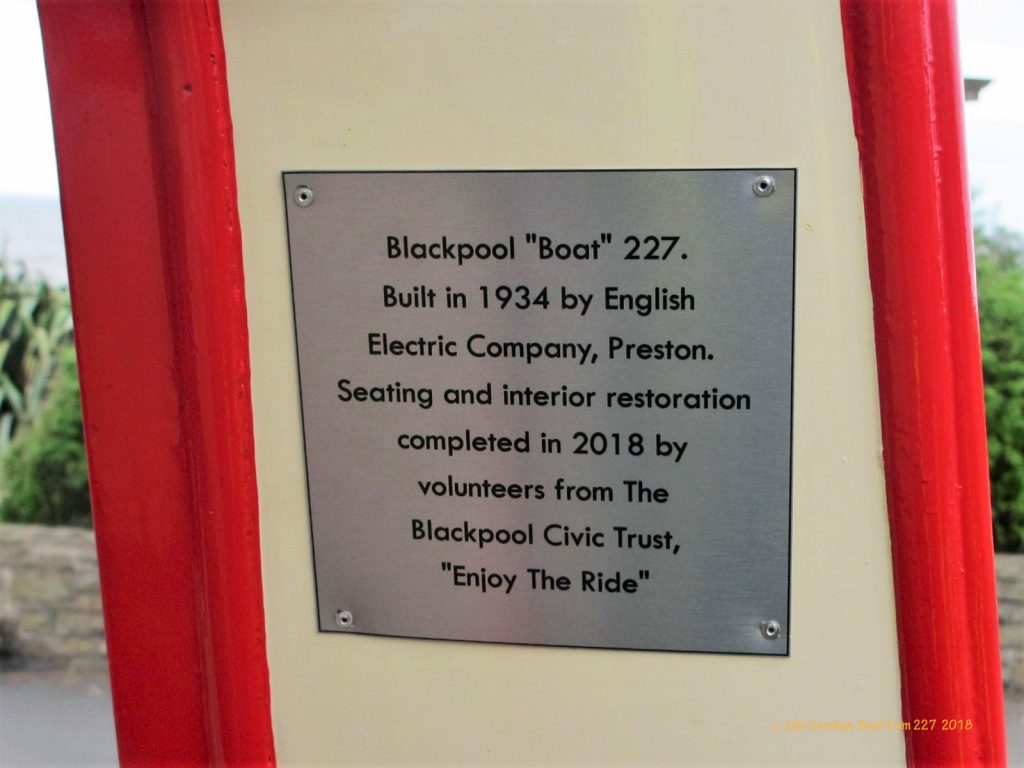 Blackpool "Boat" 227.
Built in 1934 by English
Electric Company, Preston.
Seating and interior restoration
completed in 2018 by
volunteers from The
Blackpool Civic Trust,
"Enjoy The Ride"
c John Boat Tram 227 2018